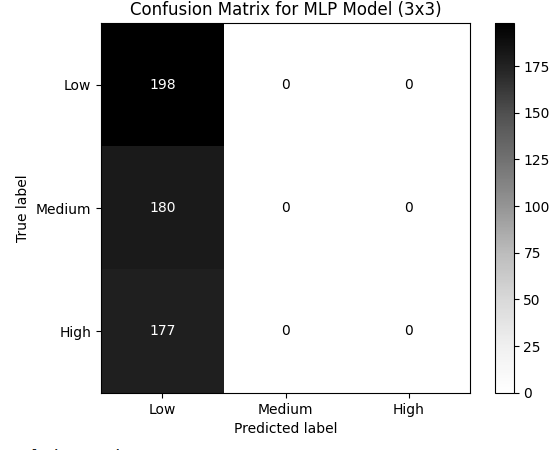 Confusion Matrix for MLP Model (3x3)
Low 198 0 0
Medium 180 0 0
High 177 0 0
Low Medium High
Predicted label
True label
175
150
125
100
75
50
25
0